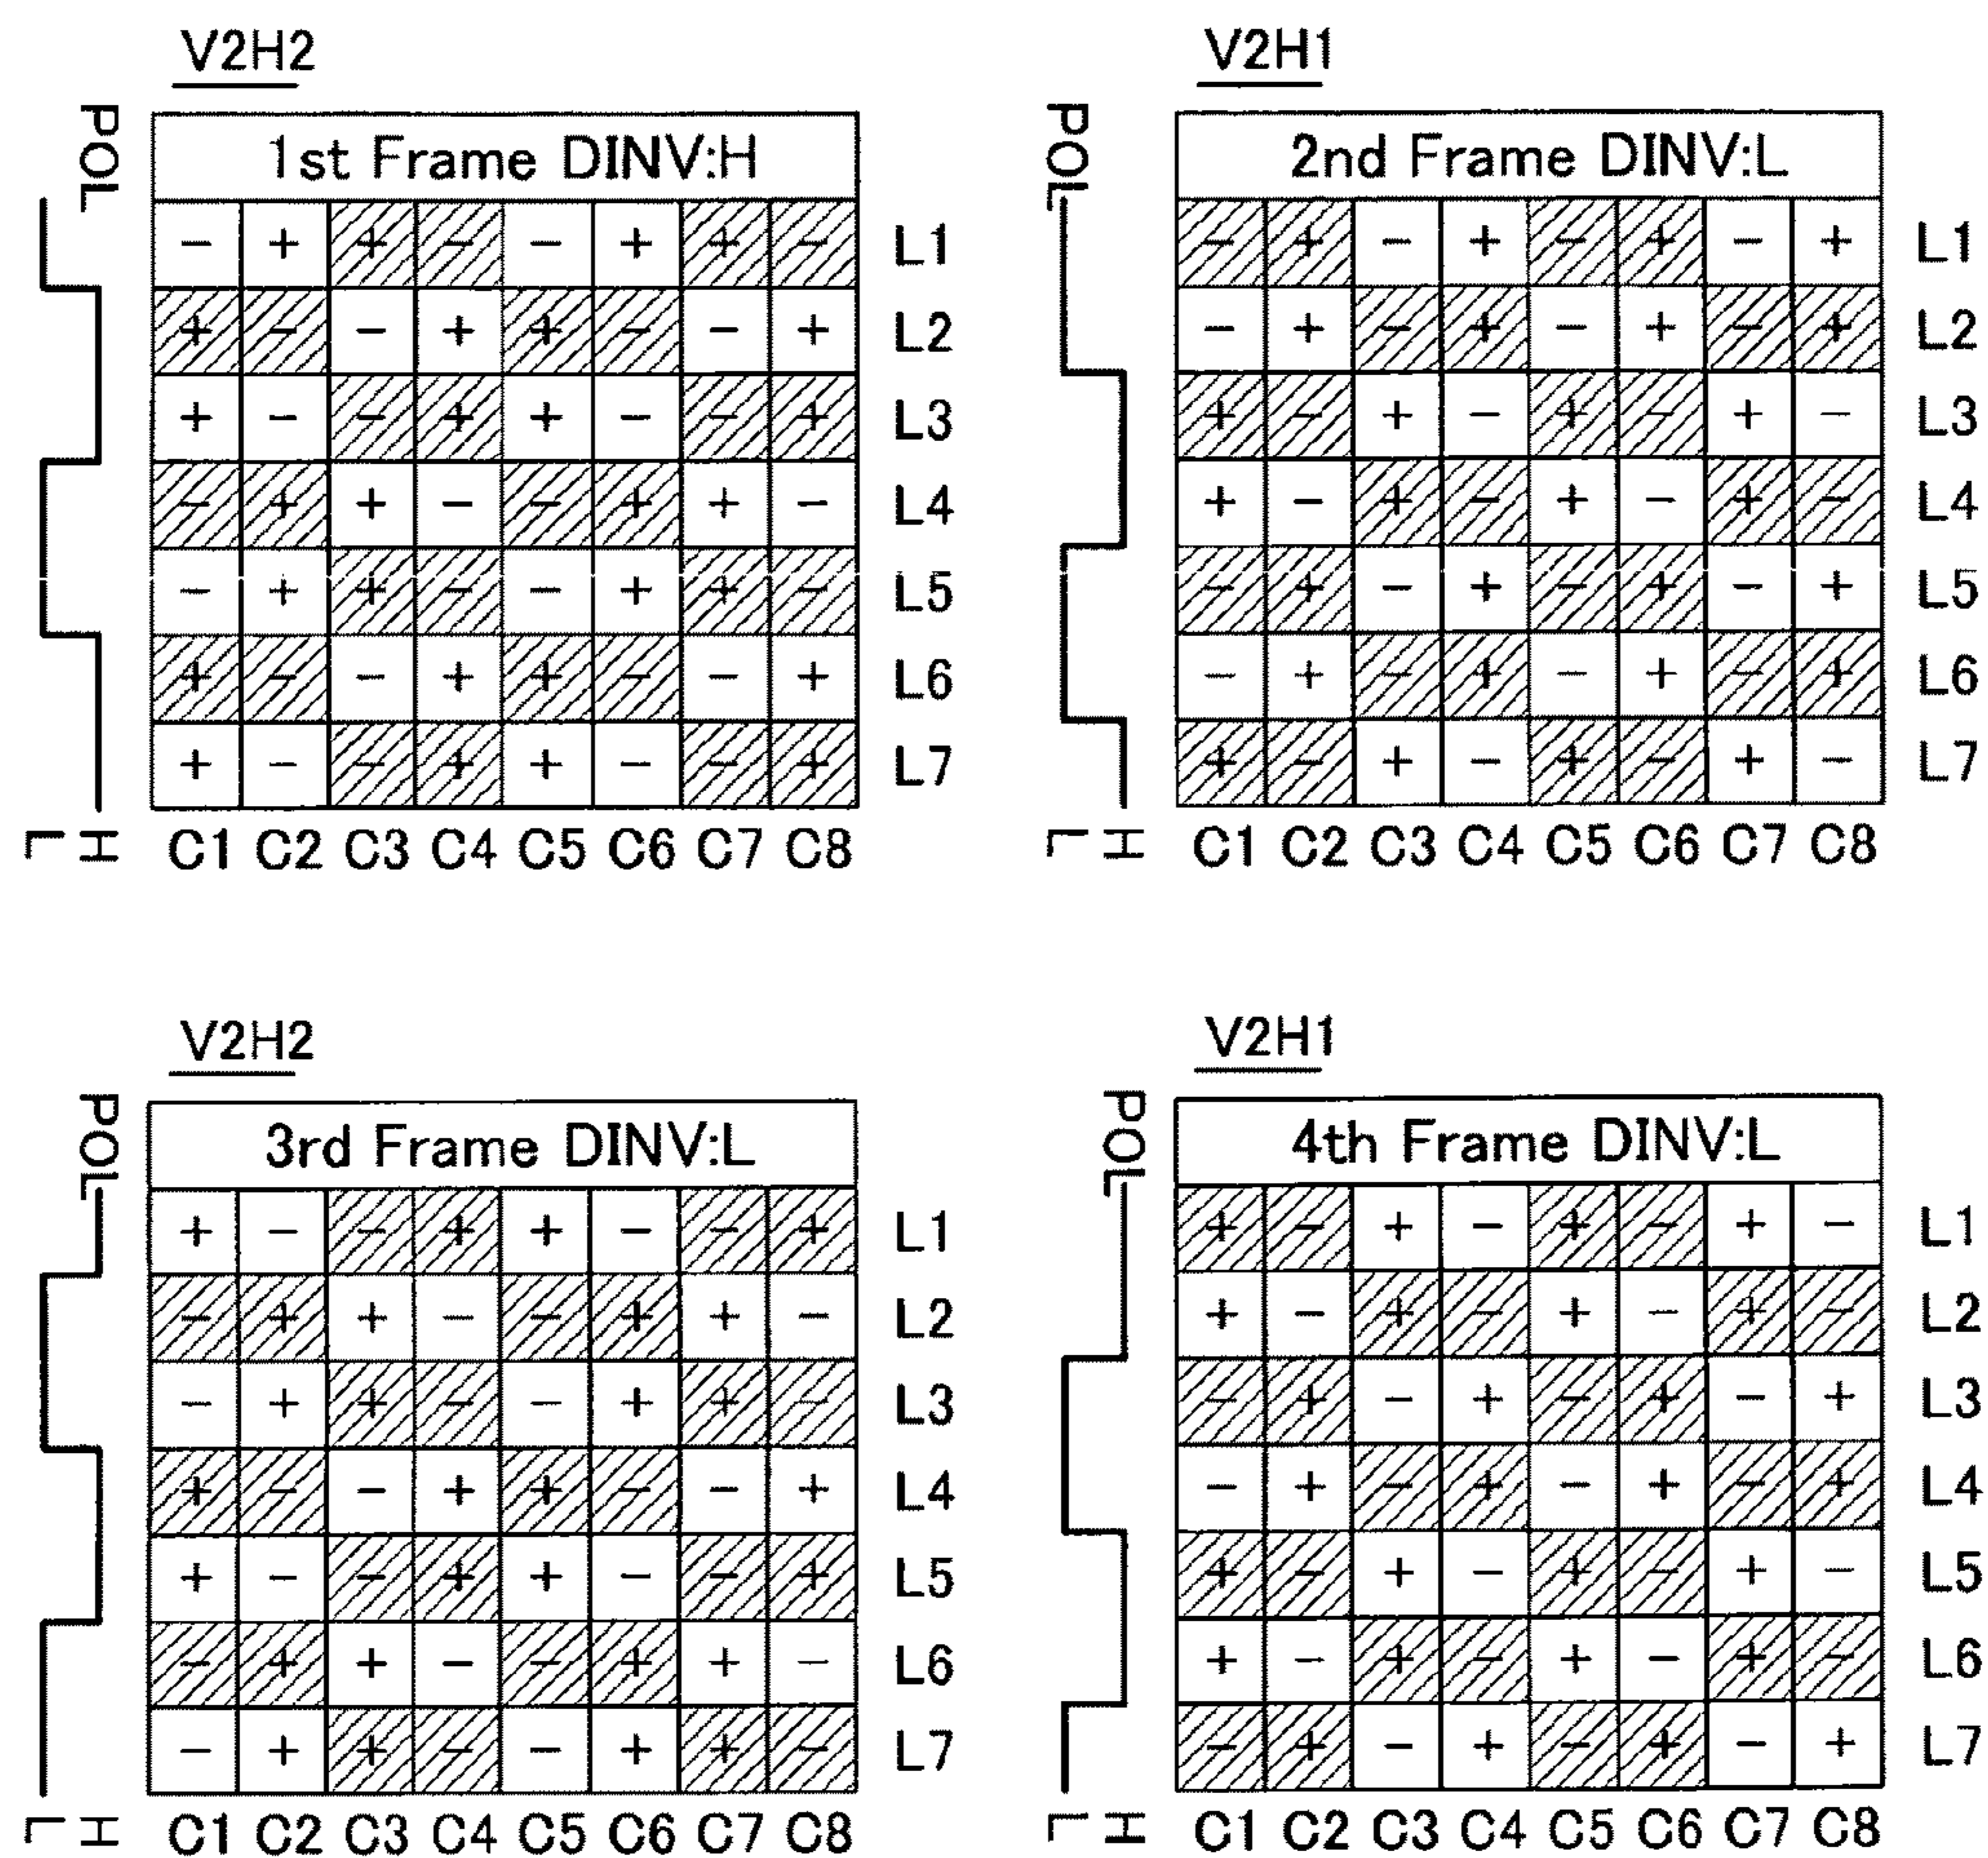 V2H2
POL
1st Frame DINV:H
- + + - - + + - L1
+ - - + + - - + L2
+ - - + + - - + L3
- + + - - + + - L4
- + + - - + + - L5
+ - - + + - - + L6
+ - - + + - - + L7
L H C1 C2 C3 C4 C5 C6 C7 C8
V2H1
POL
2nd Frame DINV:L
- + - + - + - + L1
- + - + - + - + L2
+ - + - + - + - L3
+ - + - + - + - L4
- + - + - + - + L5
- + - + - + - + L6
+ - + - + - + - L7
L H C1 C2 C3 C4 C5 C6 C7 C8
V2H2
POL
3rd Frame DINV:L
+ - - + + - - + L1
- + + - - + + - L2
- + + - - + + - L3
+ - - + + - - + L4
+ - - + + - - + L5
- + + - - + + - L6
- + + - - + + - L7
L H C1 C2 C3 C4 C5 C6 C7 C8
V2H1
POL
4th Frame DINV:L
+ - + - + - + - L1
+ - + - + - + - L2
- + - + - + - + L3
- + - + - + - + L4
+ - + - + - + - L5
+ - + - + - + - L6
- + - + - + - + L7
L H C1 C2 C3 C4 C5 C6 C7 C8